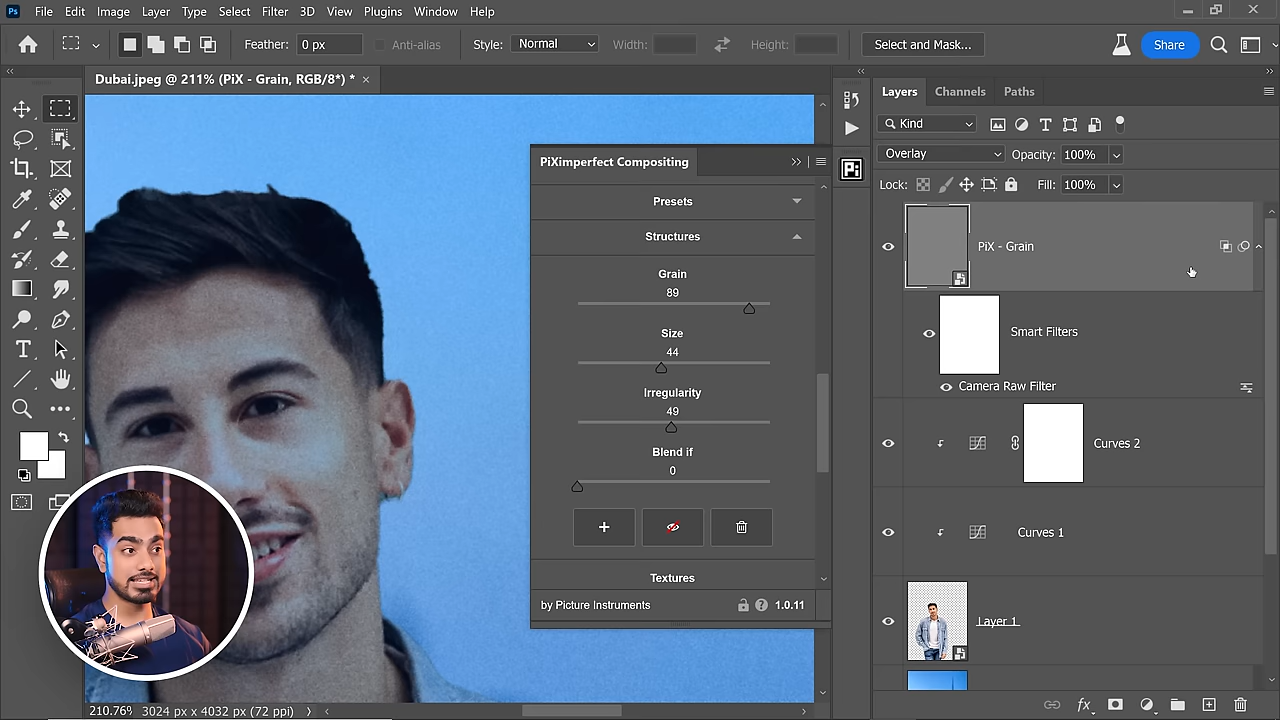 Ps File Edit Image Layer Type Select Filter 3D View Plugins Window Help
Feather: 0 px Anti-alias Style: Normal Width: Height: Select and Mask... Share
Dubai.jpeg @ 211% (PiX - Grain, RGB/8*) * ×
PiXimperfect Compositing
Presets
Structures
Grain
89
Size
44
Irregularity
49
Blend if
0
Textures
by Picture Instruments 1.0.11
Pi
Layers Channels Paths
Kind
Overlay Opacity: 100%
Lock: Fill: 100%
PiX - Grain
Smart Filters
Camera Raw Filter
Curves 2
Curves 1
Layer 1
fx
210.76% 3024 px x 4032 px (72 ppi)